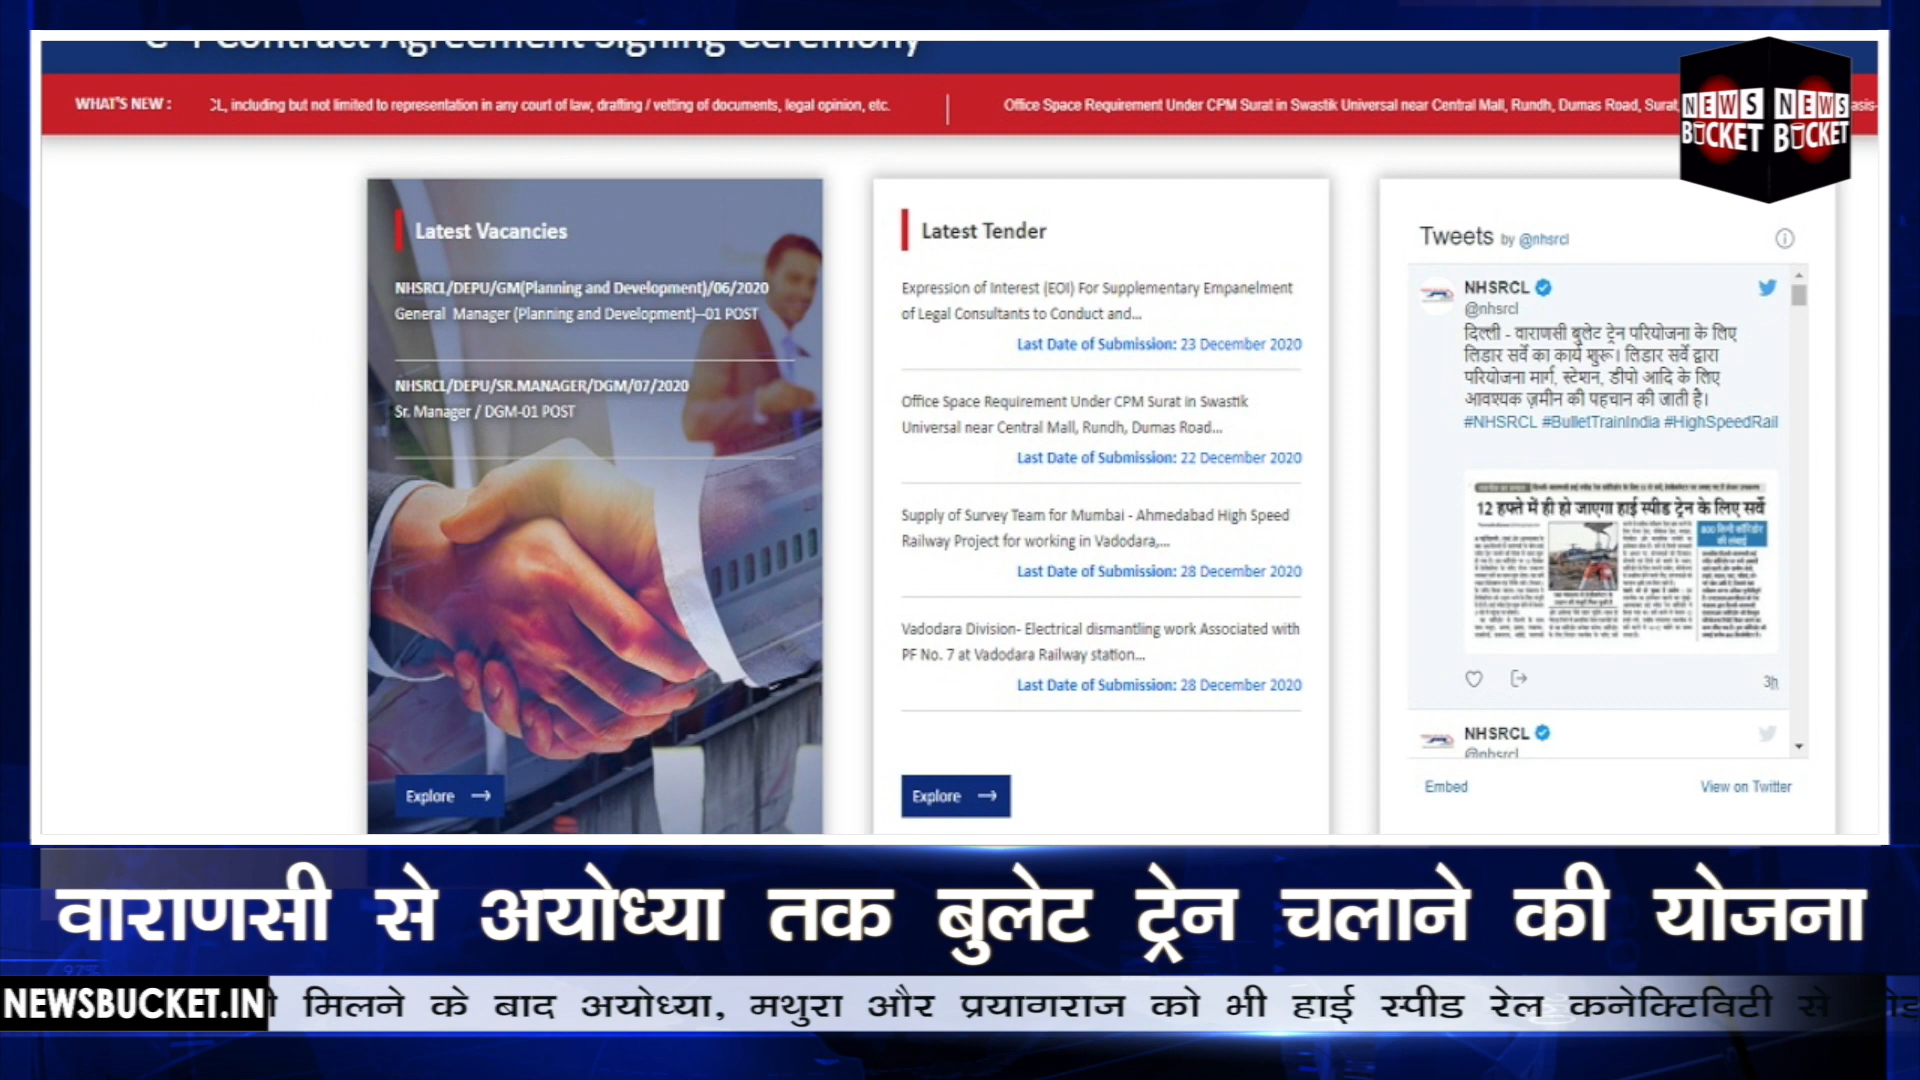 C-4 Contract Agreement Signing Ceremony
WHAT'S NEW :
CL, including but not limited to representation in any court of law, drafting / vetting of documents, legal opinion, etc.
Office Space Requirement Under CPM Surat in Swastik Universal near Central Mall, Rundh, Dumas Road, Surat,
NEWS BUCKET
NEWS BUCKET
Latest Vacancies
NHSRCL/DEPU/GM(Planning and Development)/06/2020
General Manager (Planning and Development)--01 POST
NHSRCL/DEPU/SR.MANAGER/DGM/07/2020
Sr. Manager / DGM-01 POST
Explore →
Latest Tender
Expression of Interest (EOI) For Supplementary Empanelment
of Legal Consultants to Conduct and...
Last Date of Submission: 23 December 2020
Office Space Requirement Under CPM Surat in Swastik
Universal near Central Mall, Rundh, Dumas Road...
Last Date of Submission: 22 December 2020
Supply of Survey Team for Mumbai - Ahmedabad High Speed
Railway Project for working in Vadodara,...
Last Date of Submission: 28 December 2020
Vadodara Division- Electrical dismantling work Associated with
PF No. 7 at Vadodara Railway station...
Last Date of Submission: 28 December 2020
Explore →
Tweets by @nhsrcl
NHSRCL
@nhsrcl
दिल्ली - वाराणसी बुलेट ट्रेन परियोजना के लिए
लिडार सर्वे का कार्य शुरू। लिडार सर्वे द्वारा
परियोजना मार्ग, स्टेशन, डीपो आदि के लिए
आवश्यक ज़मीन की पहचान की जाती है।
#NHSRCL #BulletTrainIndia #HighSpeedRail
12 हफ्ते में ही हो जाएगा हाई स्पीड ट्रेन के लिए सर्वे
800 किमी कॉरिडोर
की लंबाई
3h
NHSRCL
@nhsrcl
Embed
View on Twitter
वाराणसी से अयोध्या तक बुलेट ट्रेन चलाने की योजना
NEWSBUCKET.IN
मिलने के बाद अयोध्या, मथुरा और प्रयागराज को भी हाई स्पीड रेल कनेक्टिविटी से